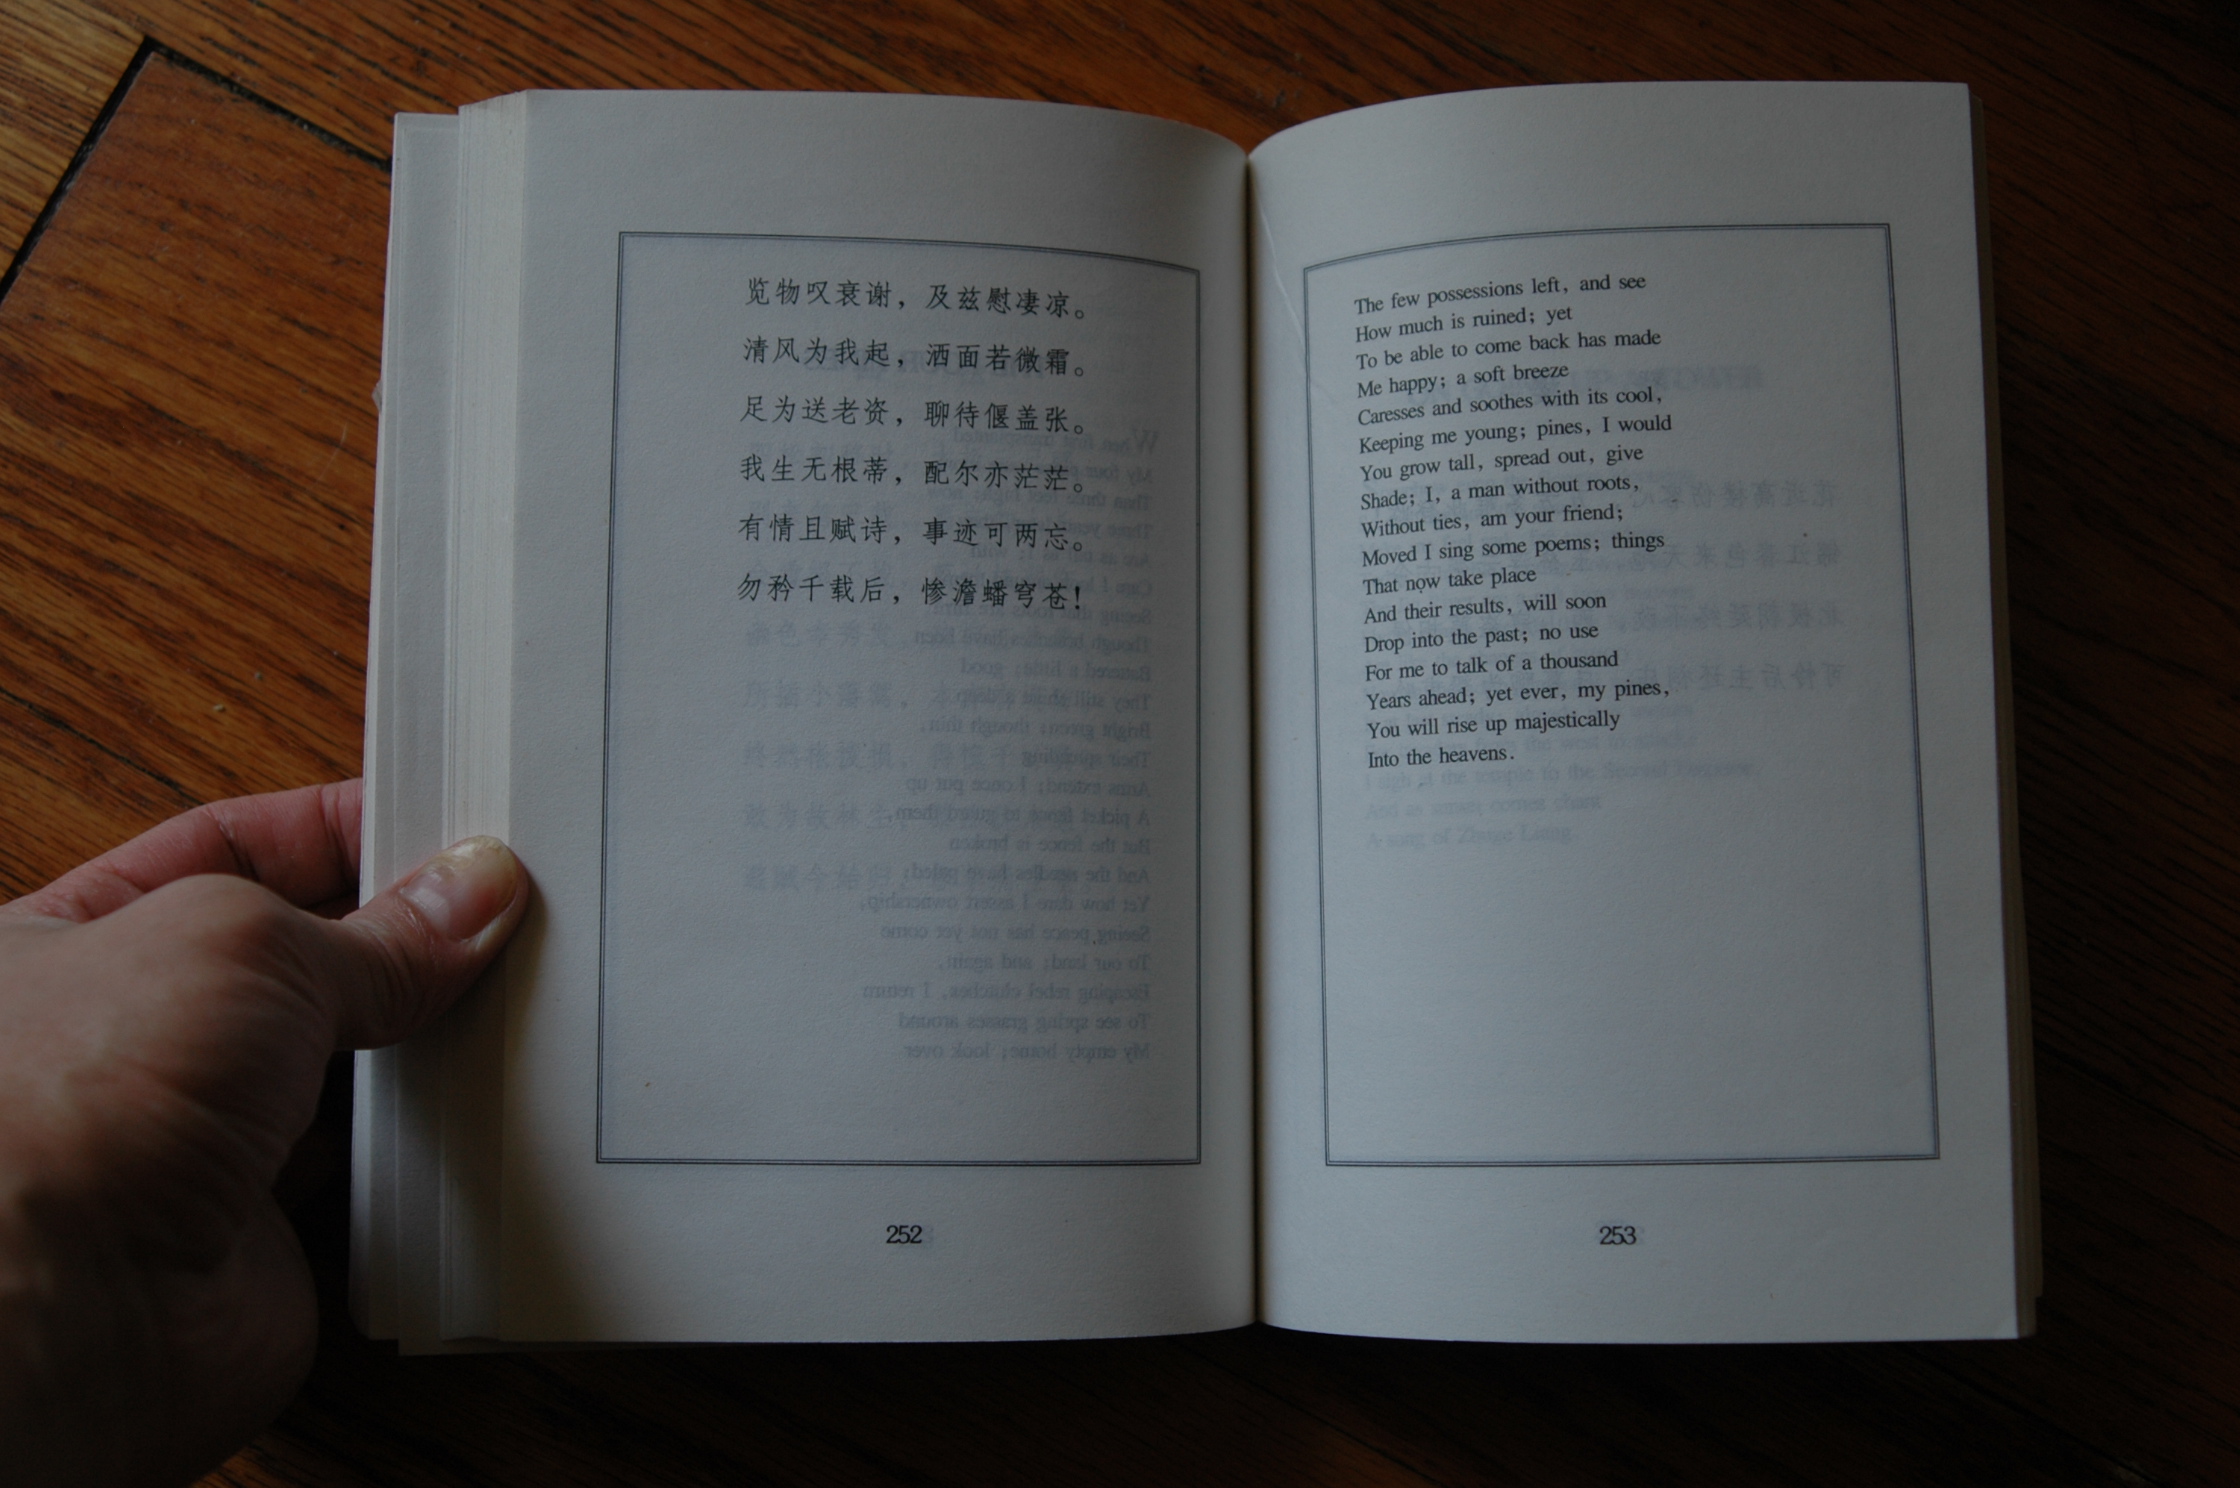 览物叹衰谢，及兹慰凄凉。
清风为我起，洒面若微霜。
足为送老资，聊待偃盖张。
我生无根蒂，配尔亦茫茫。
有情且赋诗，事迹可两忘。
勿矜千载后，惨澹蟠穹苍！
252
The few possessions left, and see
How much is ruined; yet
To be able to come back has made
Me happy; a soft breeze
Caresses and soothes with its cool,
Keeping me young; pines, I would
You grow tall, spread out, give
Shade; I, a man without roots,
Without ties, am your friend;
Moved I sing some poems; things
That now take place
And their results, will soon
Drop into the past; no use
For me to talk of a thousand
Years ahead; yet ever, my pines,
You will rise up majestically
Into the heavens.
253